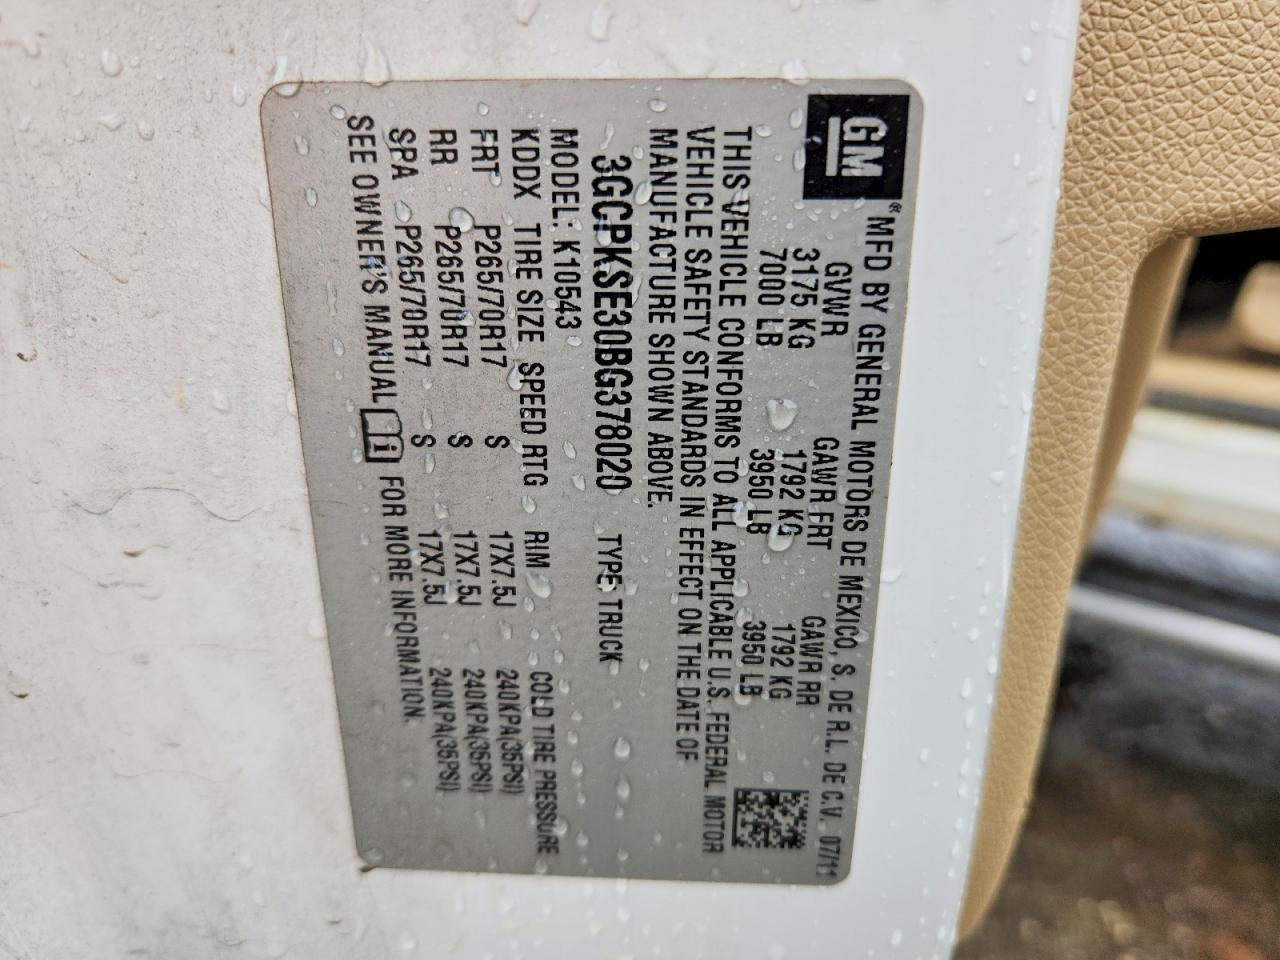 GM ® MFD BY GENERAL MOTORS DE MEXICO, S. DE R.L. DE C.V. 07/11
GVWR GAWR FRT GAWR RR
3175 KG 1792 KG 1792 KG
7000 LB 3950 LB 3950 LB
THIS VEHICLE CONFORMS TO ALL APPLICABLE U.S. FEDERAL MOTOR
VEHICLE SAFETY STANDARDS IN EFFECT ON THE DATE OF
MANUFACTURE SHOWN ABOVE.
3GCPKSE30BG378020 TYPE: TRUCK
MODEL: K10543
KDDX TIRE SIZE SPEED RTG RIM COLD TIRE PRESSURE
FRT P265/70R17 S 17X7.5J 240KPA(35PSI)
RR P265/70R17 S 17X7.5J 240KPA(35PSI)
SPA P265/70R17 S 17X7.5J 240KPA(35PSI)
SEE OWNER'S MANUAL i FOR MORE INFORMATION.